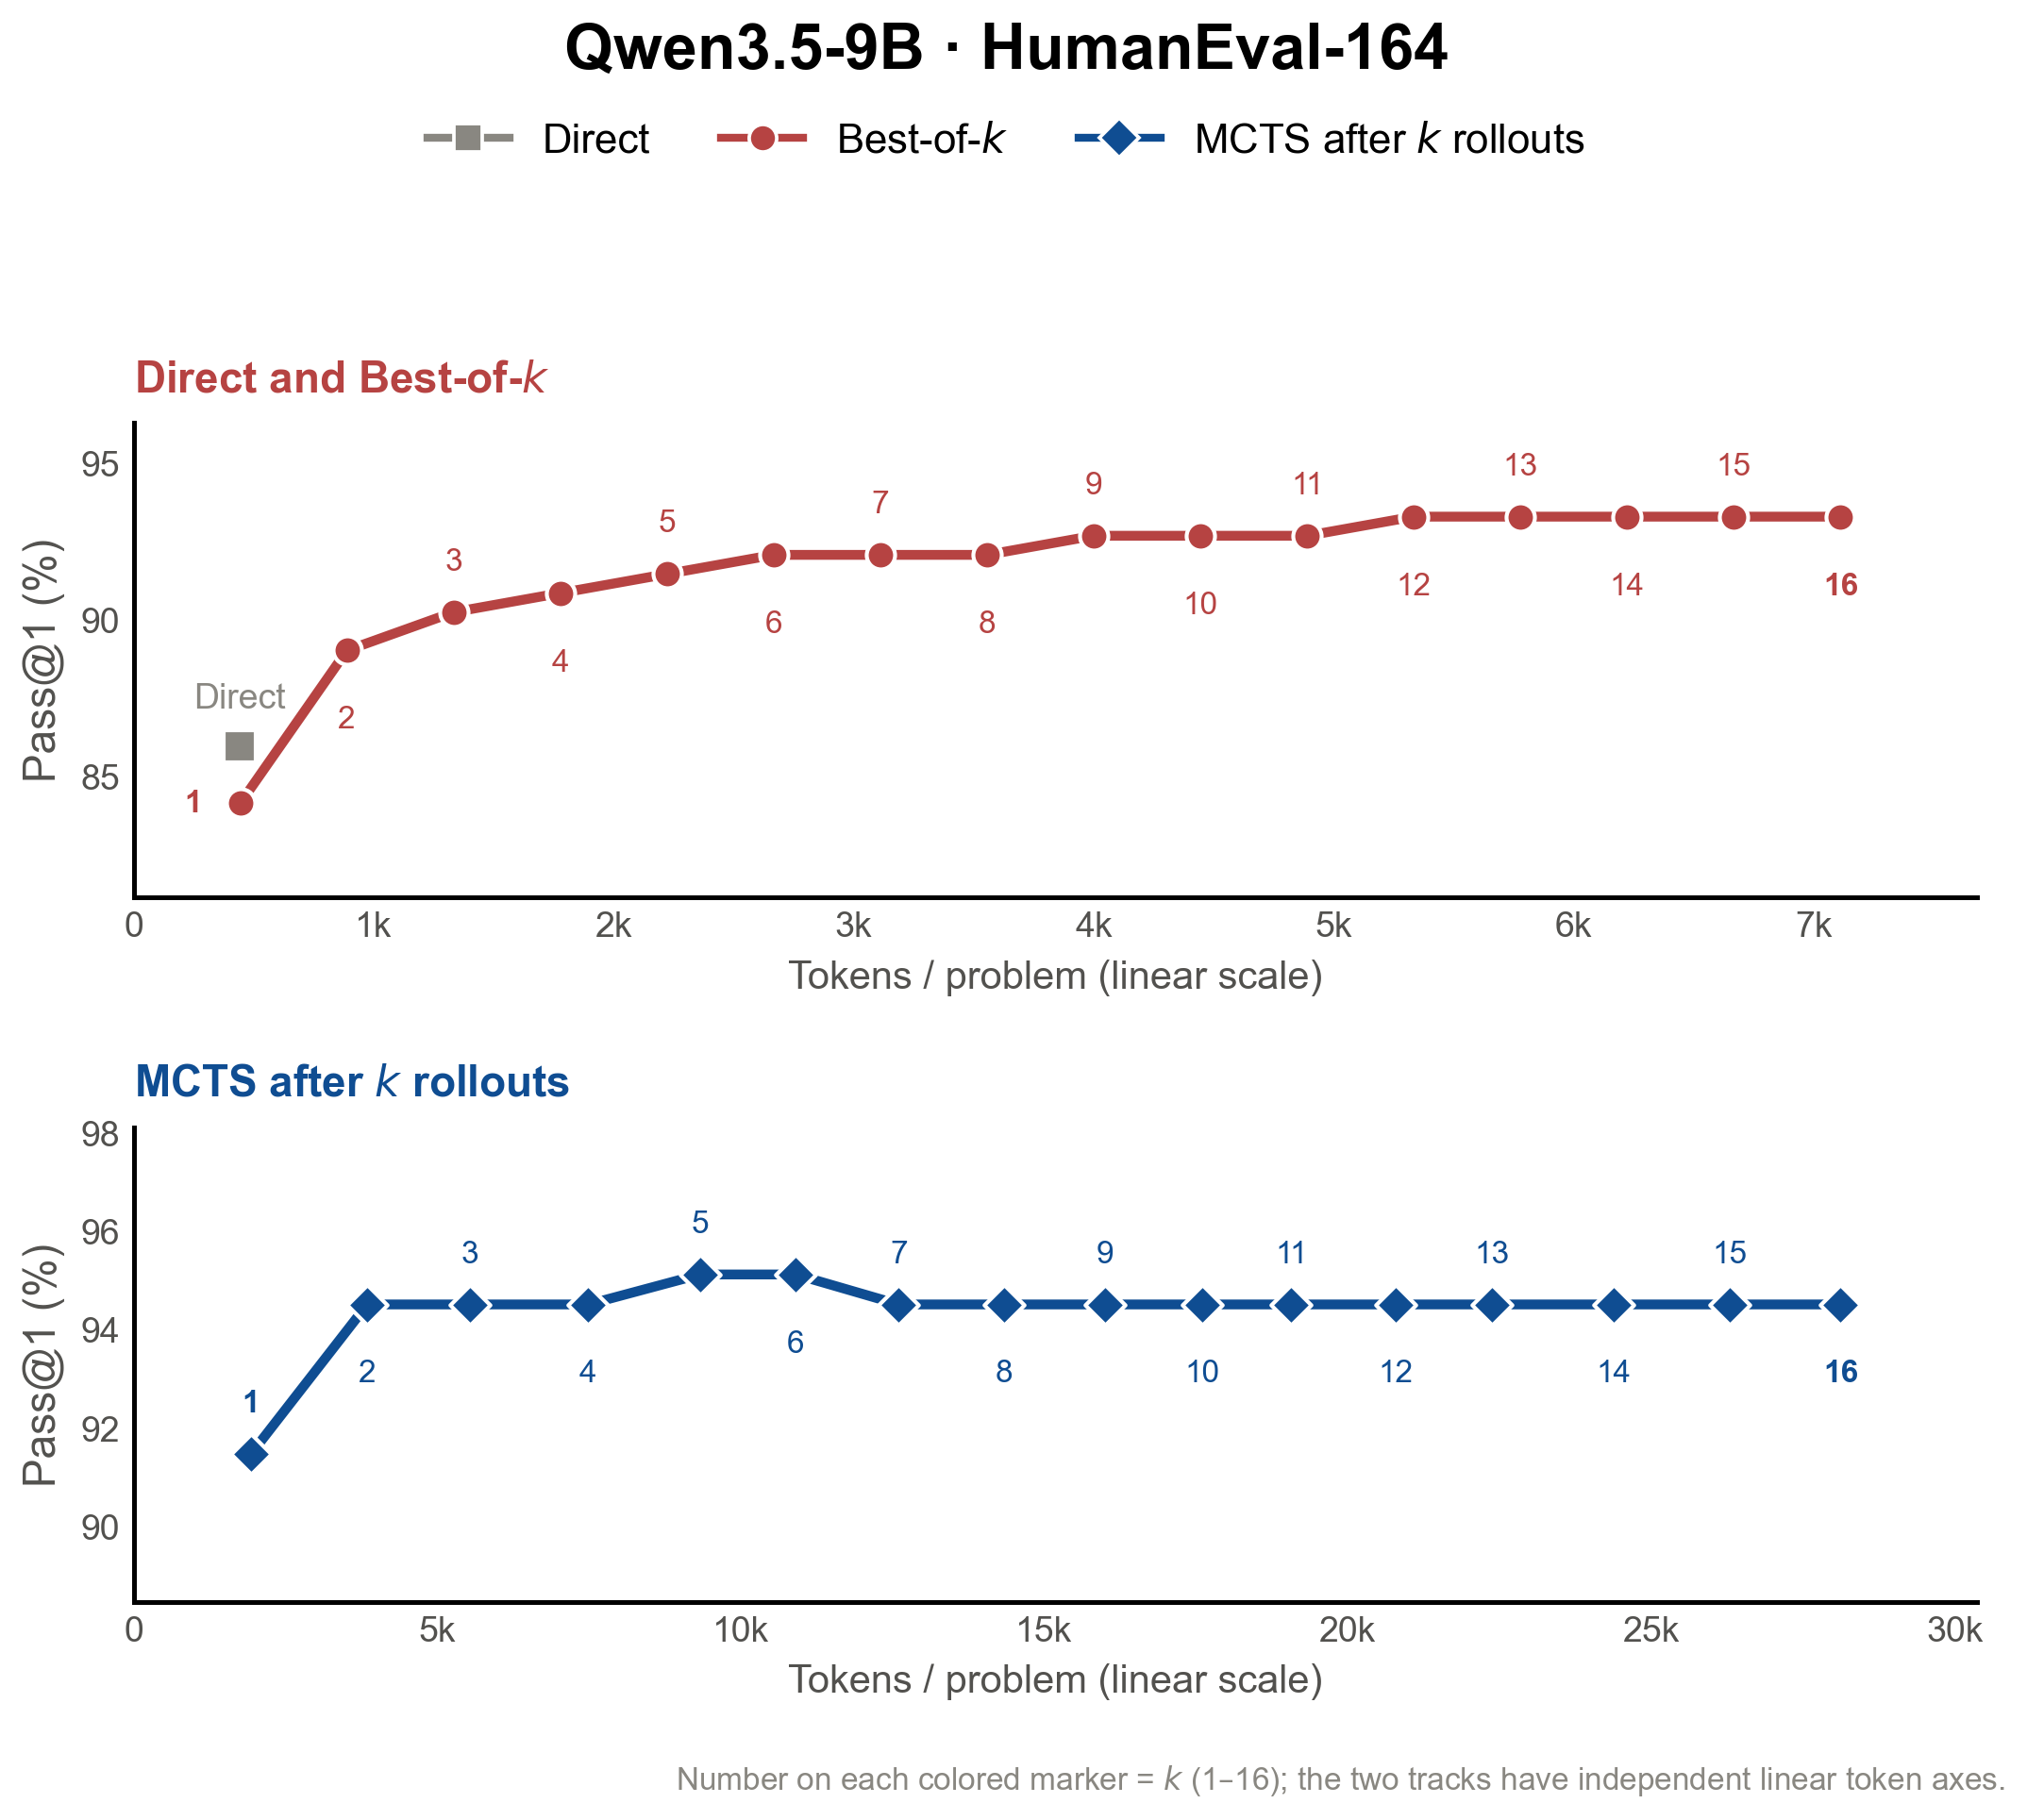 Qwen3.5-9B · HumanEval-164
Direct
Best-of-k
MCTS after k rollouts
Direct and Best-of-k
Pass@1 (%)
95
90
85
Direct
1
2
3
4
5
6
7
8
9
10
11
12
13
14
15
16
0 1k 2k 3k 4k 5k 6k 7k
Tokens / problem (linear scale)
MCTS after k rollouts
Pass@1 (%)
98
96
94
92
90
1
2
3
4
5
6
7
8
9
10
11
12
13
14
15
16
0 5k 10k 15k 20k 25k 30k
Tokens / problem (linear scale)
Number on each colored marker = k (1–16); the two tracks have independent linear token axes.